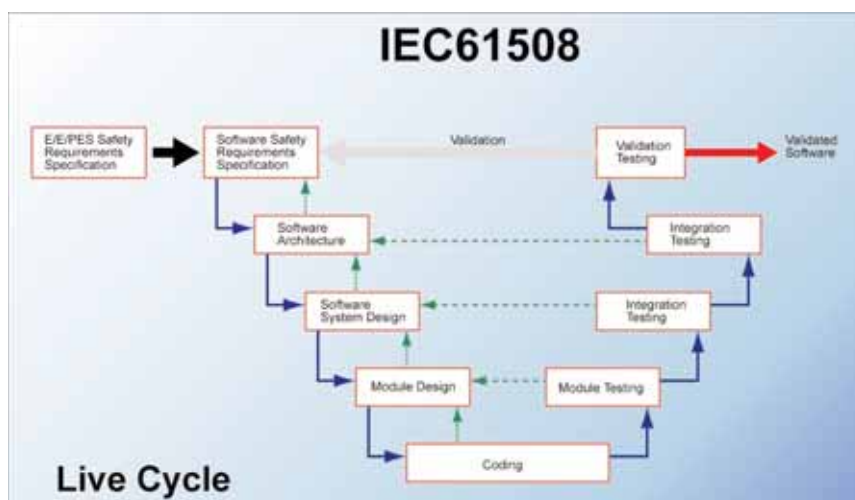 IEC61508
E/E/PES Safety
Requirements
Specification
Software Safety
Requirements
Specification
Validation
Validation
Testing
Validated
Software
Software
Architecture
Integration
Testing
Software
System Design
Integration
Testing
Module Design
Module Testing
Coding
Live Cycle